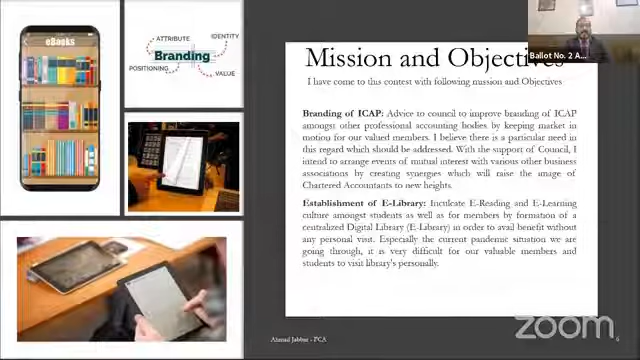 eBooks
ATTRIBUTE
IDENTITY
Branding
POSITIONING
VALUE
Ballot No. 2 A...
Mission and Objectives
I have come to this contest with following mission and Objectives
Branding of ICAP: Advice to council to improve branding of ICAP
amongst other professional accounting bodies by keeping market in
motion for our valued members. I believe there is particular need in
this regard which should be addressed. With the support of Council, I
intend to arrange events of mutual interest with various other business
associations by creating synergies which will raise the image of
Chartered Accountants to new heights.
Establishment of E-Library: Inculcate E-Reading and E-Learning
culture amongst students as well as for members by formation of a
centralized Digital Library (E-Library) in order to avail benefit without
any personal visit. Especially the current pandemic situation we are
going through, it is very difficult for our valuable members and
students to visit library's personally.
Ahmad Jabbar - FCA
6
zoom